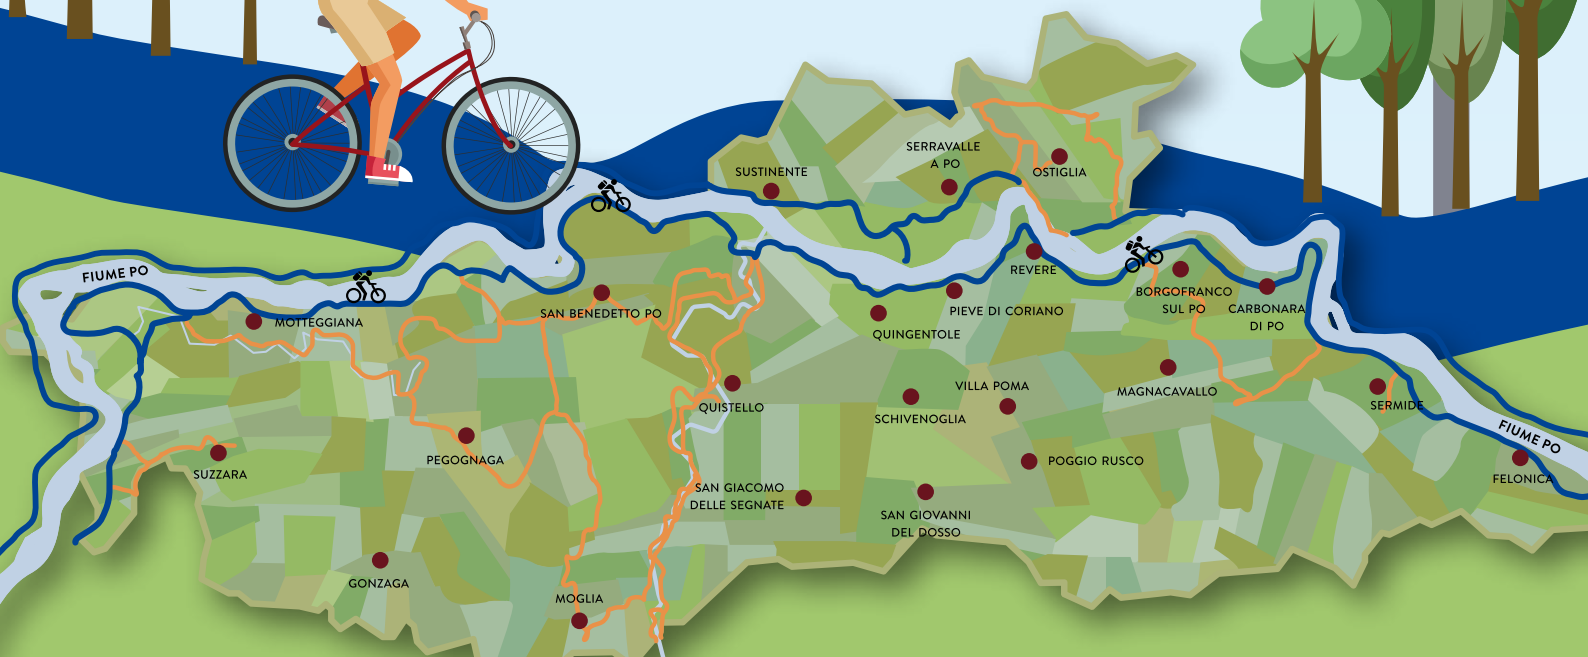 SERRAVALLE
A PO
SUSTINENTE
OSTIGLIA
FIUME PO
REVERE
BORGOFRANCO
SUL PO
CARBONARA
DI PO
MOTTEGGIANA
SAN BENEDETTO PO
PIEVE DI CORIANO
QUINGENTOLE
VILLA POMA
MAGNACAVALLO
QUISTELLO
SCHIVENOGLIA
SERMIDE
FIUME PO
PEGOGNAGA
POGGIO RUSCO
SUZZARA
FELONICA
SAN GIACOMO
DELLE SEGNATE
SAN GIOVANNI
DEL DOSSO
GONZAGA
MOGLIA